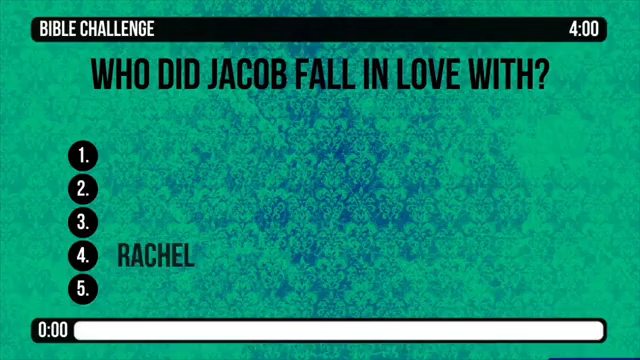 BIBLE CHALLENGE 4:00
WHO DID JACOB FALL IN LOVE WITH?
1.
2.
3.
4. RACHEL
5.
0:00